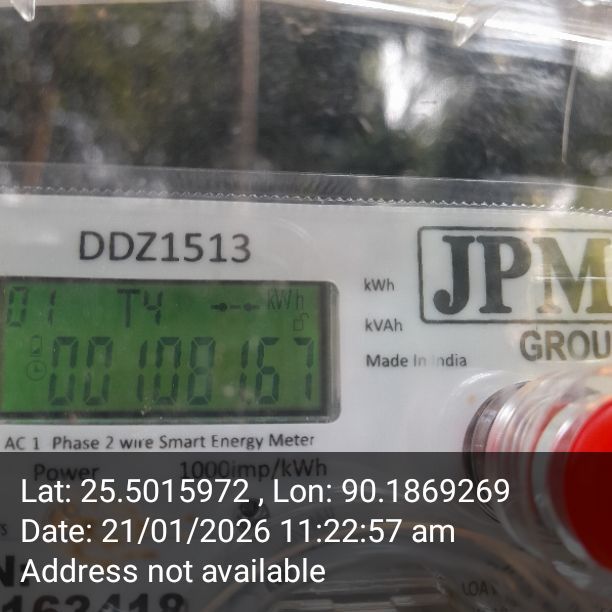 DDZ1513
JPM
GROU
kWh
kVAh
Made In India
01 T4 kWh
00108167
AC 1 Phase 2 wire Smart Energy Meter
Power 1000imp/kWh
Lat: 25.5015972 , Lon: 90.1869269
Date: 21/01/2026 11:22:57 am
Address not available